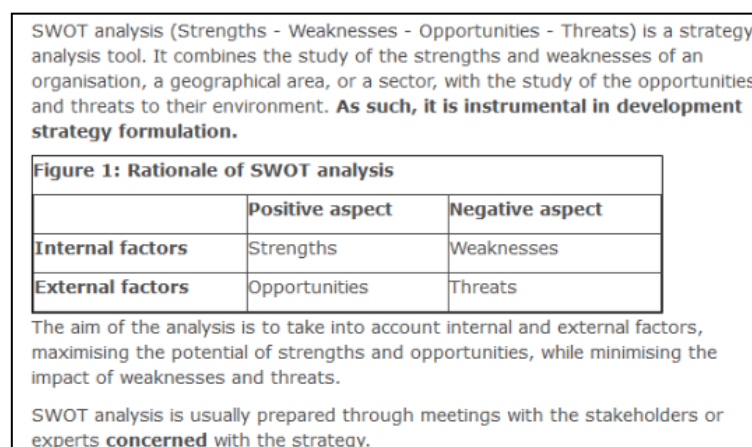 SWOT analysis (Strengths - Weaknesses - Opportunities - Threats) is a strategy
analysis tool. It combines the study of the strengths and weaknesses of an
organisation, a geographical area, or a sector, with the study of the opportunities
and threats to their environment. As such, it is instrumental in development
strategy formulation.
Figure 1: Rationale of SWOT analysis
Positive aspect Negative aspect
Internal factors Strengths Weaknesses
External factors Opportunities Threats
The aim of the analysis is to take into account internal and external factors,
maximising the potential of strengths and opportunities, while minimising the
impact of weaknesses and threats.
SWOT analysis is usually prepared through meetings with the stakeholders or
experts concerned with the strategy.